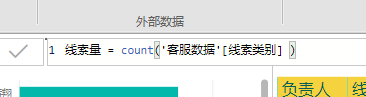 外部数据
1 线索量 = count('客服数据'[线索类别] )
负责人 线